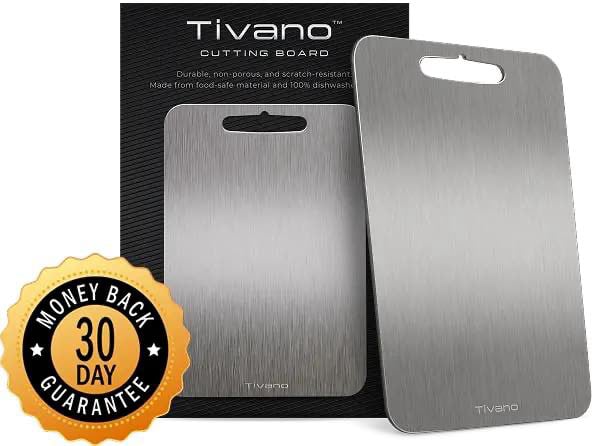 Tivano™
CUTTING BOARD
Durable, non-porous, and scratch-resistant.
Made from food-safe material and 100% dishwashe
Tivano
Tivano
MONEY BACK
30
DAY
GUARANTEE